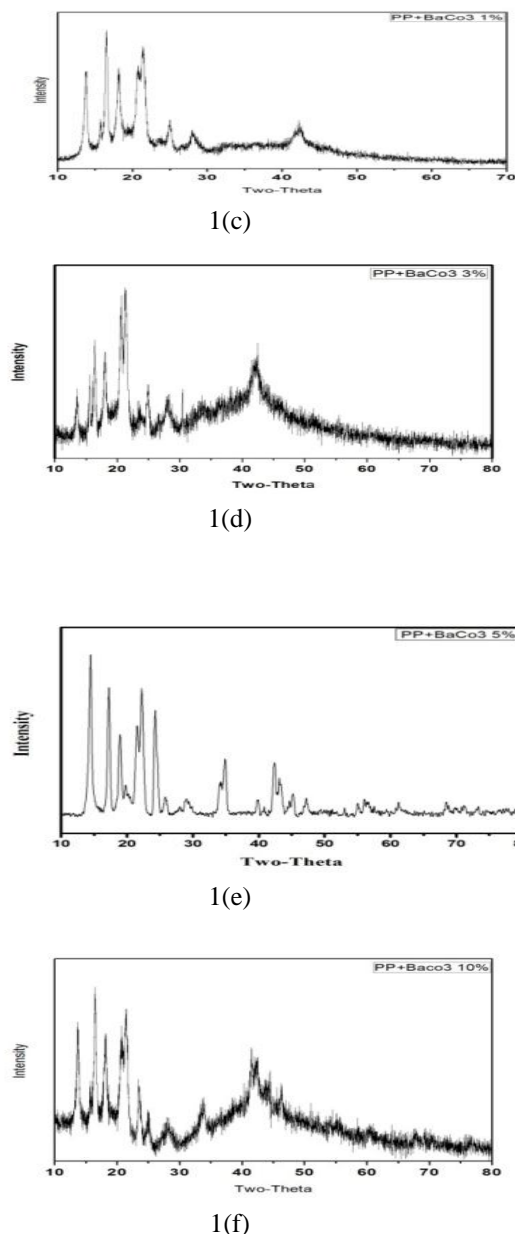 PP+BaCo3 1%
Intensity
10 20 30 40 50 60 70
Two-Theta
1(c)
PP+BaCo3 3%
Intensity
10 20 30 40 50 60 70 80
Two-Theta
1(d)
PP+BaCo3 5%
Intensity
10 20 30 40 50 60 70 80
Two-Theta
1(e)
PP+Baco3 10%
Intensity
10 20 30 40 50 60 70 80
Two-Theta
1(f)